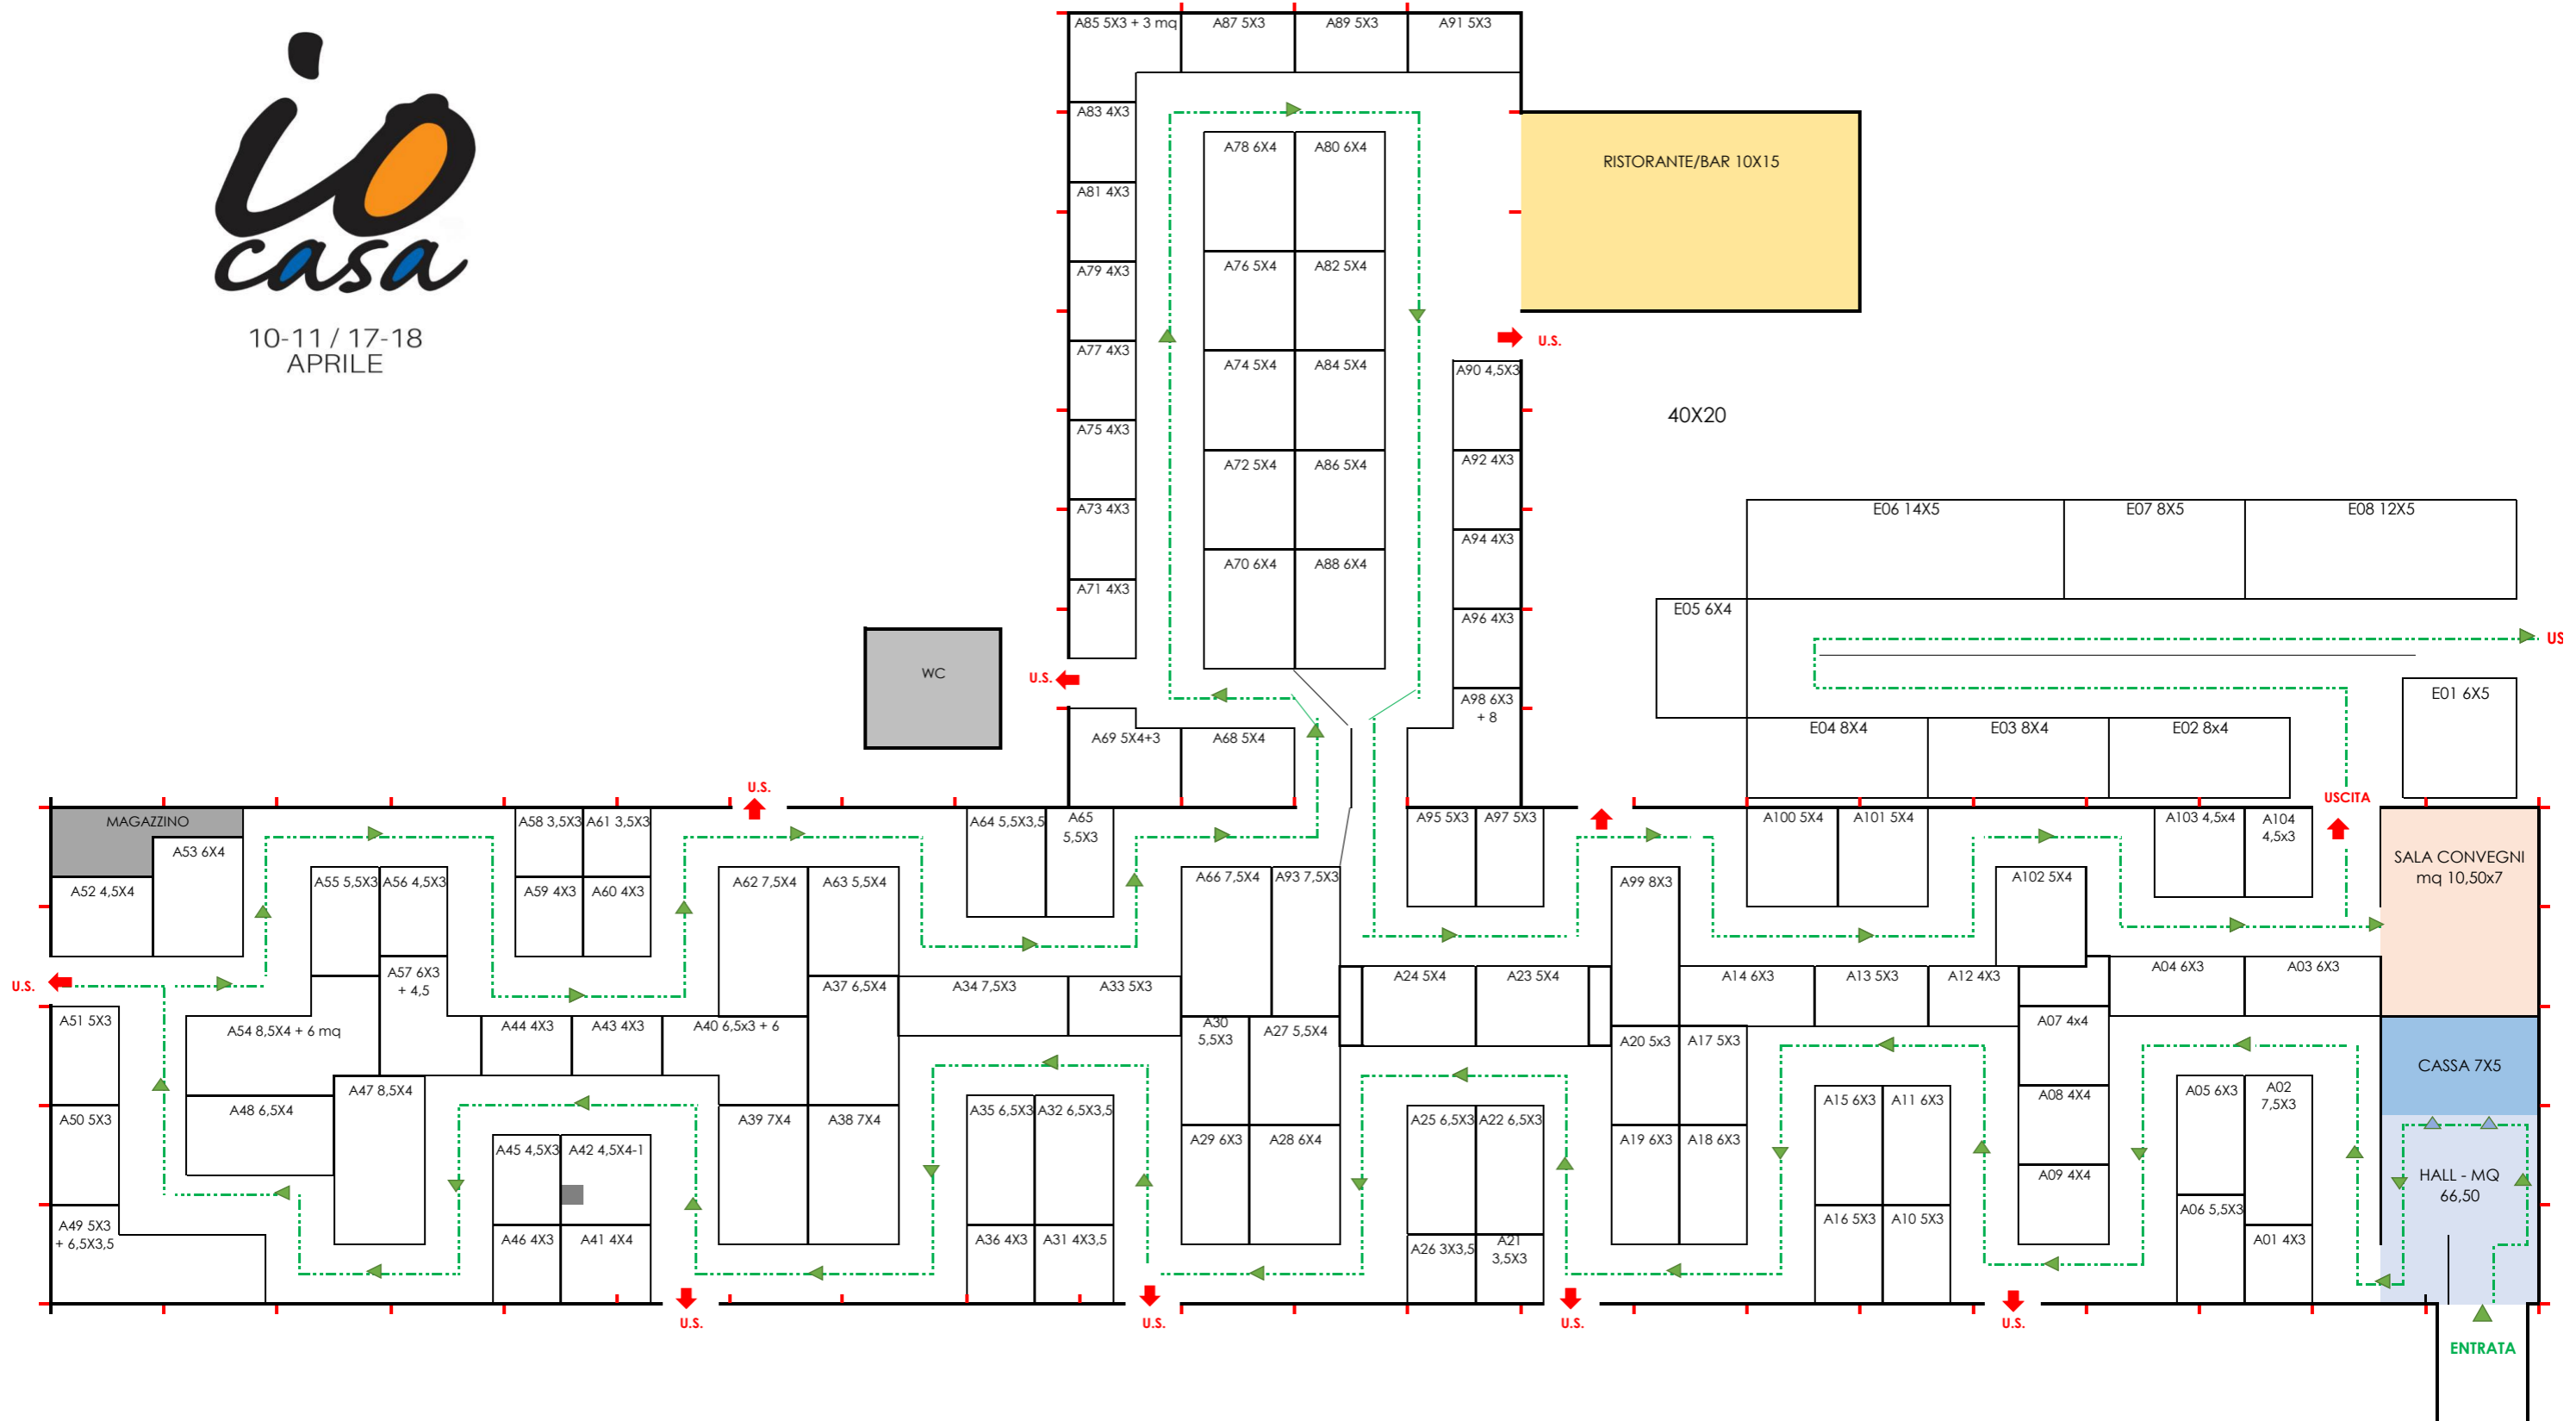 io
casa
10-11 / 17-18
APRILE
A85 5X3 + 3 mq
A87 5X3
A89 5X3
A91 5X3
A83 4X3
A81 4X3
A79 4X3
A77 4X3
A75 4X3
A73 4X3
A71 4X3
A78 6X4
A80 6X4
A76 5X4
A82 5X4
A74 5X4
A84 5X4
A72 5X4
A86 5X4
A70 6X4
A88 6X4
RISTORANTE/BAR 10X15
U.S.
A90 4,5X3
A92 4X3
A94 4X3
A96 4X3
A98 6X3
+ 8
40X20
E06 14X5
E07 8X5
E08 12X5
E05 6X4
US
E01 6X5
E04 8X4
E03 8X4
E02 8x4
WC
U.S.
A69 5X4+3
A68 5X4
U.S.
USCITA
MAGAZZINO
A53 6X4
A52 4,5X4
A58 3,5X3
A61 3,5X3
A59 4X3
A60 4X3
A55 5,5X3
A56 4,5X3
A57 6X3
+ 4,5
A62 7,5X4
A63 5,5X4
A64 5,5X3,5
A65
5,5X3
A66 7,5X4
A93 7,5X3
A95 5X3
A97 5X3
A99 8X3
A100 5X4
A101 5X4
A102 5X4
A103 4,5x4
A104
4,5x3
SALA CONVEGNI
mq 10,50x7
U.S.
A51 5X3
A54 8,5X4 + 6 mq
A44 4X3
A43 4X3
A40 6,5x3 + 6
A37 6,5X4
A34 7,5X3
A33 5X3
A30
5,5X3
A27 5,5X4
A24 5X4
A23 5X4
A20 5x3
A17 5X3
A14 6X3
A13 5X3
A12 4X3
A07 4x4
A04 6X3
A03 6X3
CASSA 7X5
A50 5X3
A48 6,5X4
A47 8,5X4
A45 4,5X3
A42 4,5X4-1
A39 7X4
A38 7X4
A35 6,5X3
A32 6,5X3,5
A29 6X3
A28 6X4
A25 6,5X3
A22 6,5X3
A19 6X3
A18 6X3
A15 6X3
A11 6X3
A08 4X4
A09 4X4
A05 6X3
A02
7,5X3
HALL - MQ
66,50
A49 5X3
+ 6,5X3,5
A46 4X3
A41 4X4
A36 4X3
A31 4X3,5
A26 3X3,5
A21
3,5X3
A16 5X3
A10 5X3
A06 5,5X3
A01 4X3
U.S.
U.S.
U.S.
U.S.
ENTRATA